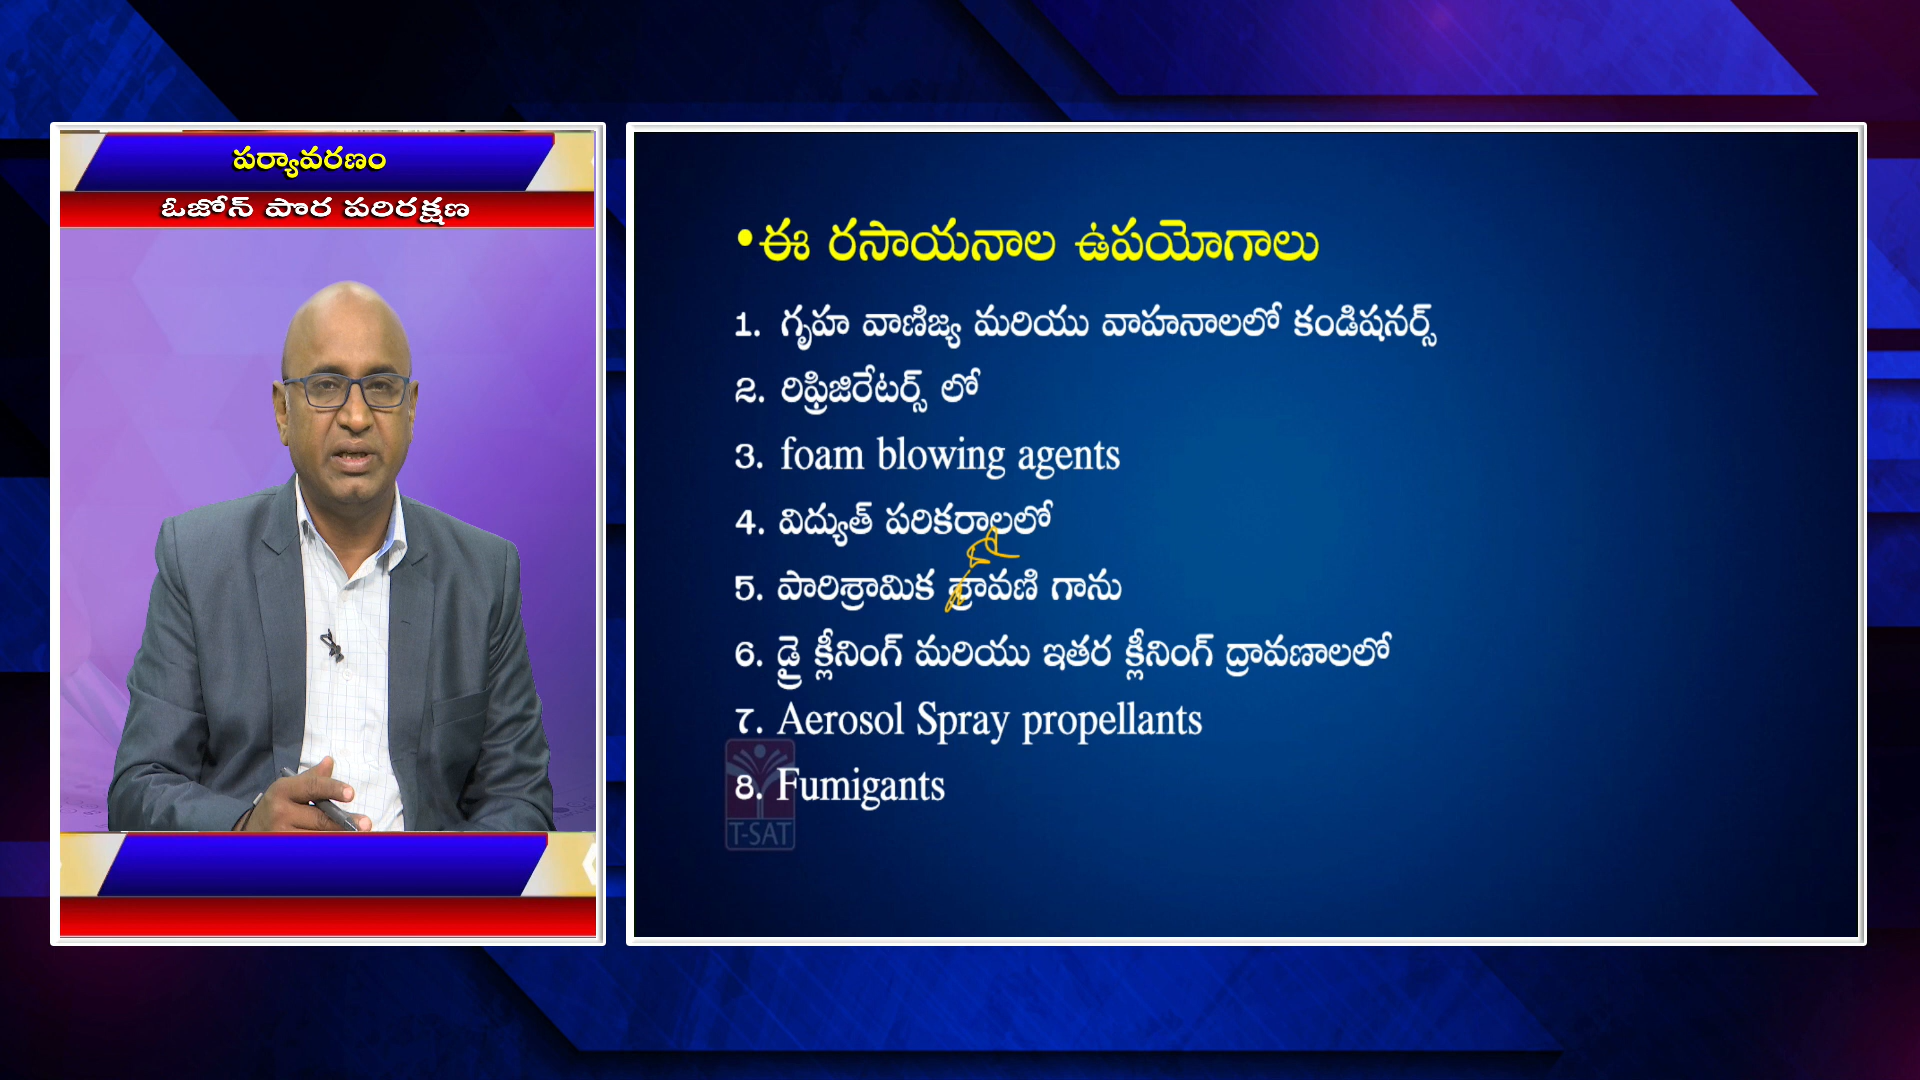 పర్యావరణం
ఓజోన్ పొర పరిరక్షణ
•ఈ రసాయనాల ఉపయోగాలు
1. గృహ వాణిజ్య మరియు వాహనాలలో కండిషనర్స్
2. రిఫ్రిజిరేటర్స్ లో
3. foam blowing agents
4. విద్యుత్ పరికరాలలో
5. పారిశ్రామిక శ్రావణి గాను
6. డ్రై క్లీనింగ్ మరియు ఇతర క్లీనింగ్ ద్రావణాలలో
7. Aerosol Spray propellants
8. Fumigants
T-SAT